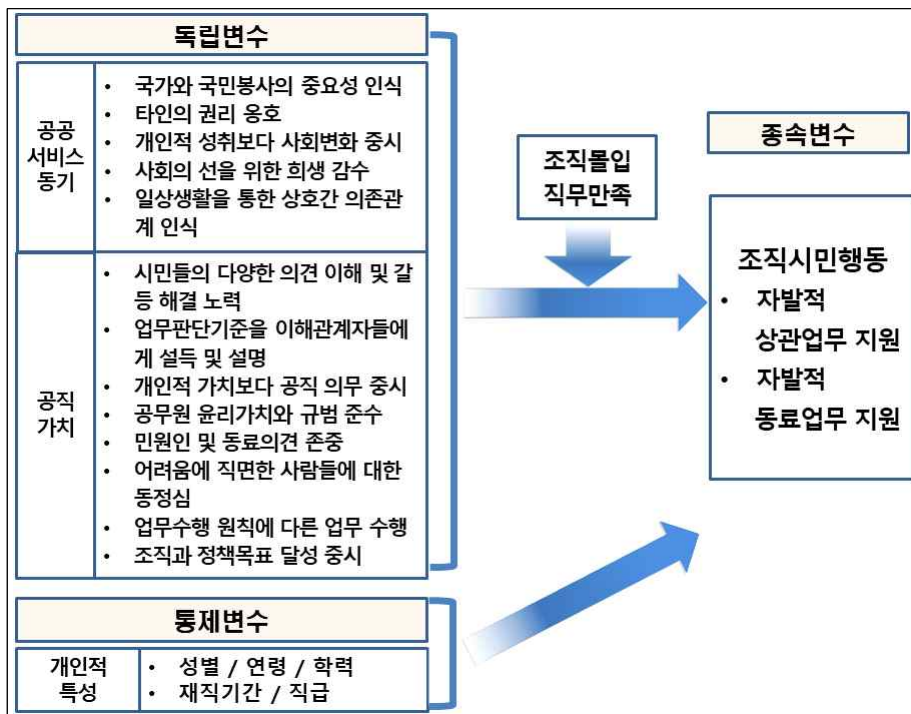 독립변수
공공
서비스
동기
• 국가와 국민봉사의 중요성 인식
• 타인의 권리 옹호
• 개인적 성취보다 사회변화 중시
• 사회의 선을 위한 희생 감수
• 일상생활을 통한 상호간 의존관
계 인식
공직
가치
• 시민들의 다양한 의견 이해 및 갈
등 해결 노력
• 업무판단기준을 이해관계자들에
게 설득 및 설명
• 개인적 가치보다 공직 의무 중시
• 공무원 윤리가치와 규범 준수
• 민원인 및 동료의견 존중
• 어려움에 직면한 사람들에 대한
동정심
• 업무수행 원칙에 다른 업무 수행
• 조직과 정책목표 달성 중시
통제변수
개인적
특성
• 성별 / 연령 / 학력
• 재직기간 / 직급
조직몰입
직무만족
종속변수
조직시민행동
• 자발적
상관업무 지원
• 자발적
동료업무 지원